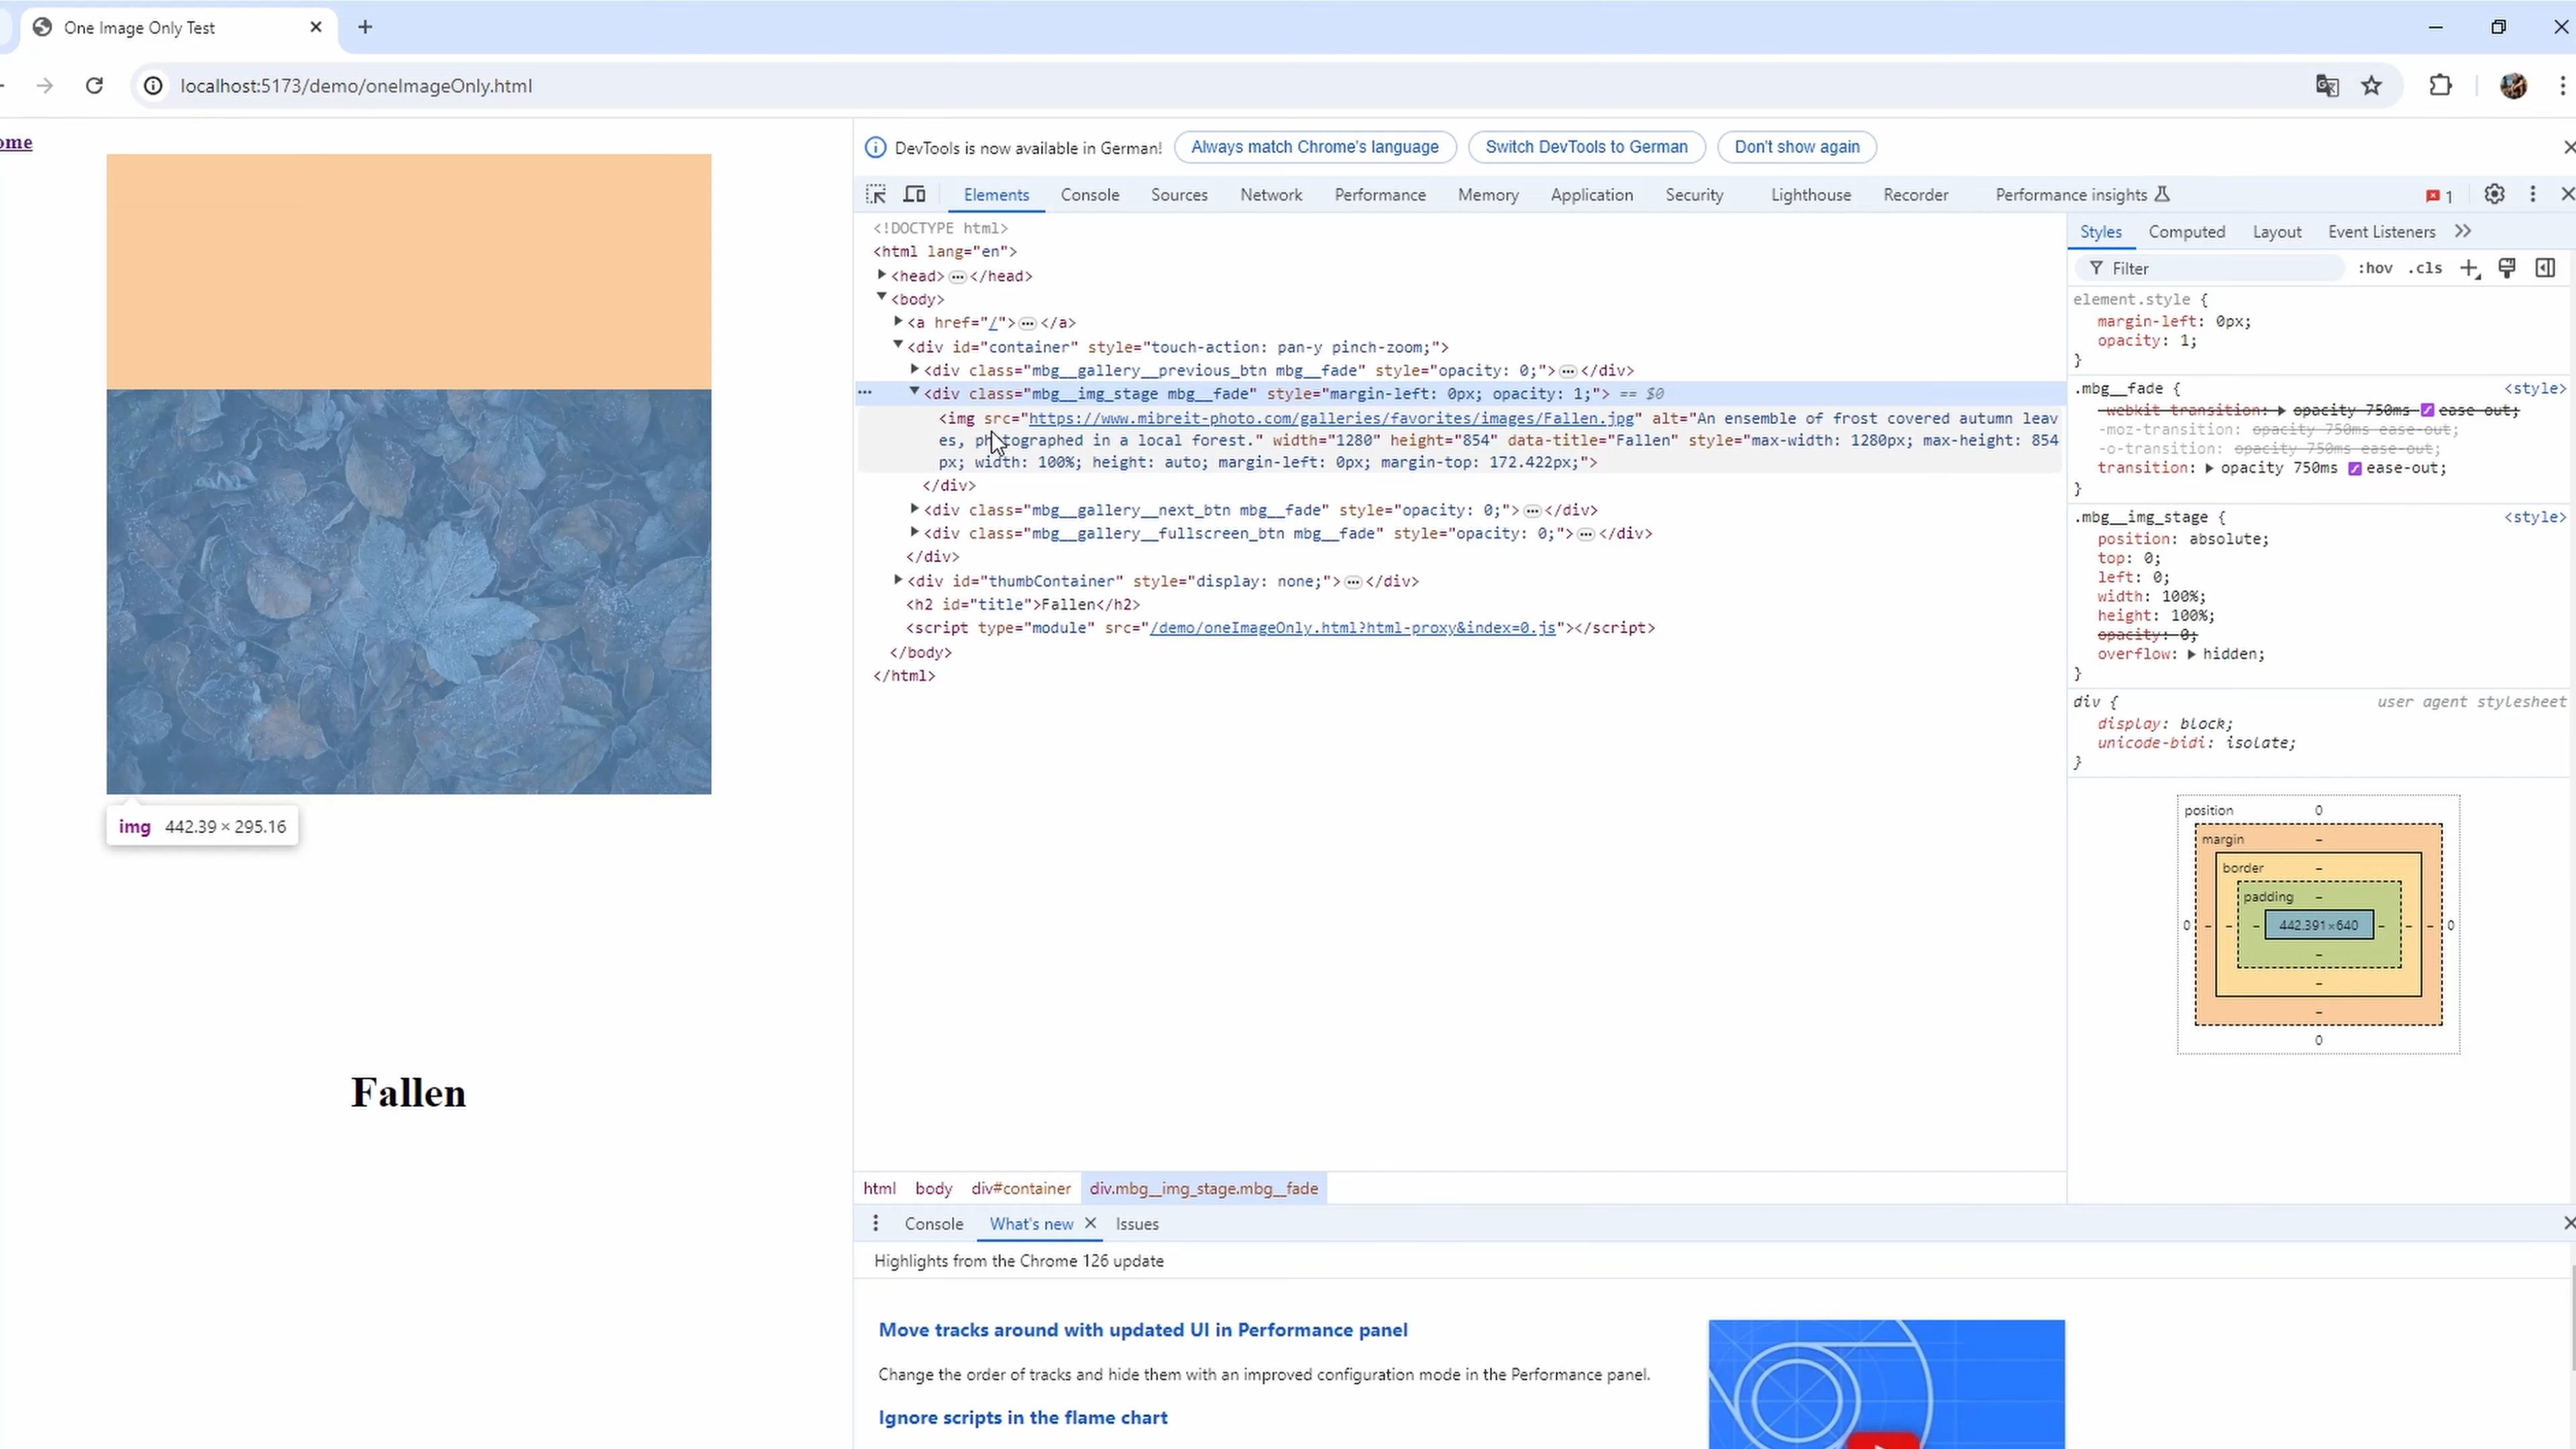 One Image Only Test
localhost:5173/demo/oneImageOnly.html
ome
img 442.39 × 295.16
Fallen
DevTools is now available in German! Always match Chrome's language Switch DevTools to German Don't show again
Elements Console Sources Network Performance Memory Application Security Lighthouse Recorder Performance insights 1
<!DOCTYPE html>
<html lang="en">
<head> ⋯ </head>
<body>
<a href="/"> ⋯ </a>
<div id="container" style="touch-action: pan-y pinch-zoom;">
<div class="mbg__gallery__previous_btn mbg__fade" style="opacity: 0;"> ⋯ </div>
<div class="mbg__img_stage mbg__fade" style="margin-left: 0px; opacity: 1;"> == $0
<img src="https://www.mibreit-photo.com/galleries/favorites/images/Fallen.jpg" alt="An ensemble of frost covered autumn leav
es, photographed in a local forest." width="1280" height="854" data-title="Fallen" style="max-width: 1280px; max-height: 854
px; width: 100%; height: auto; margin-left: 0px; margin-top: 172.422px;">
</div>
<div class="mbg__gallery__next_btn mbg__fade" style="opacity: 0;"> ⋯ </div>
<div class="mbg__gallery__fullscreen_btn mbg__fade" style="opacity: 0;"> ⋯ </div>
</div>
<div id="thumbContainer" style="display: none;"> ⋯ </div>
<h2 id="title">Fallen</h2>
<script type="module" src="/demo/oneImageOnly.html?html-proxy&index=0.js"></script>
</body>
</html>
html body div#container div.mbg__img_stage.mbg__fade
Styles Computed Layout Event Listeners
Filter :hov .cls
element.style {
margin-left: 0px;
opacity: 1;
}
.mbg__fade { <style>
-webkit-transition: opacity 750ms ease-out;
-moz-transition: opacity 750ms ease-out;
-o-transition: opacity 750ms ease-out;
transition: opacity 750ms ease-out;
}
.mbg__img_stage { <style>
position: absolute;
top: 0;
left: 0;
width: 100%;
height: 100%;
opacity: 0;
overflow: hidden;
}
div { user agent stylesheet
display: block;
unicode-bidi: isolate;
}
position 0
margin –
border –
padding –
0 – – – 442.391×640 – – – 0
–
–
–
0
Console What's new Issues
Highlights from the Chrome 126 update
Move tracks around with updated UI in Performance panel
Change the order of tracks and hide them with an improved configuration mode in the Performance panel.
Ignore scripts in the flame chart